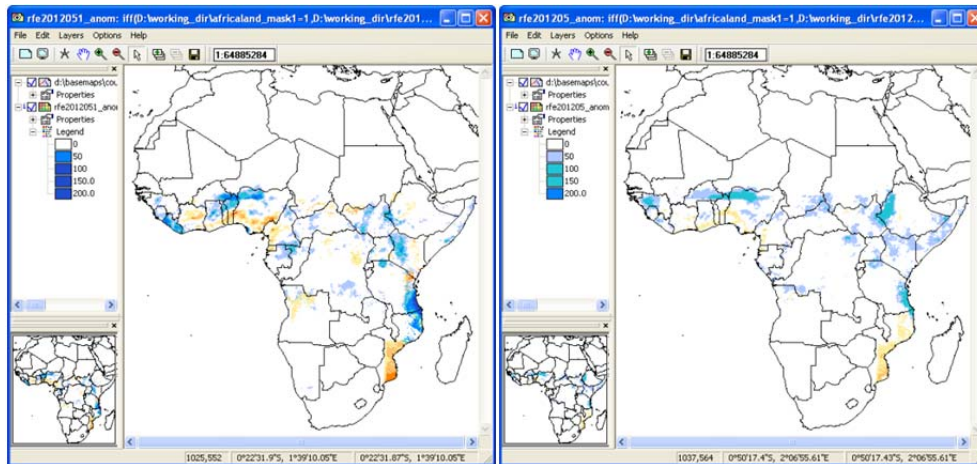 rfe2012051_anom: iff(D:\working_dir\africaland_mask1-1,D:\working_dir\rfe201...
File Edit Layers Options Help
1:64885284
d:\basemaps\cou
Properties
rfe2012051_anom
Properties
Legend
0
50
100
150.0
200.0
1025,552 0°22'31.9"S, 1°39'10.05"E 0°22'31.87"S, 1°39'10.05"E
rfe201205_anom: iff(D:\working_dir\africaland_mask1-1,D:\working_dir\rfe2012...
File Edit Layers Options Help
1:64885284
d:\basemaps\cou
Properties
rfe201205_anom
Properties
Legend
0
50
100
150
200.0
1037,564 0°50'17.4"S, 2°06'55.61"E 0°50'17.43"S, 2°06'55.61"E